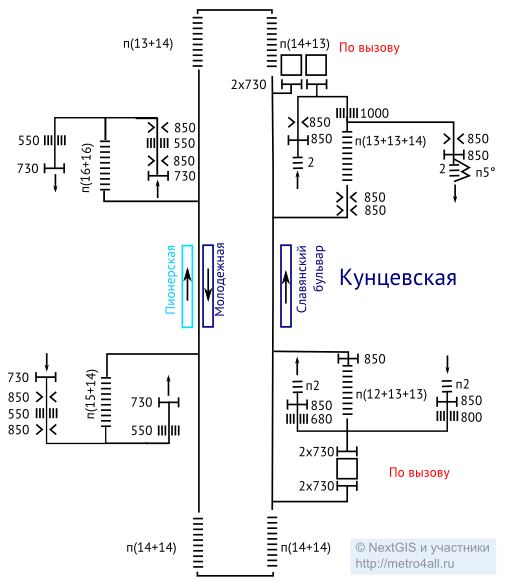 п(13+14)
п(14+13)
По вызову
2x730
1000
850
850
550
550
850
850
п(13+13+14)
850
850
730
730
п(16+16)
2
2
п5°
850
850
Пионерская
Молодежная
Славянский
бульвар
Кунцевская
850
730
850
550
850
п(15+14)
730
550
п2
850
680
п(12+13+13)
п2
850
800
2x730
По вызову
2x730
п(14+14)
п(14+14)
© NextGIS и участники
http://metro4all.ru